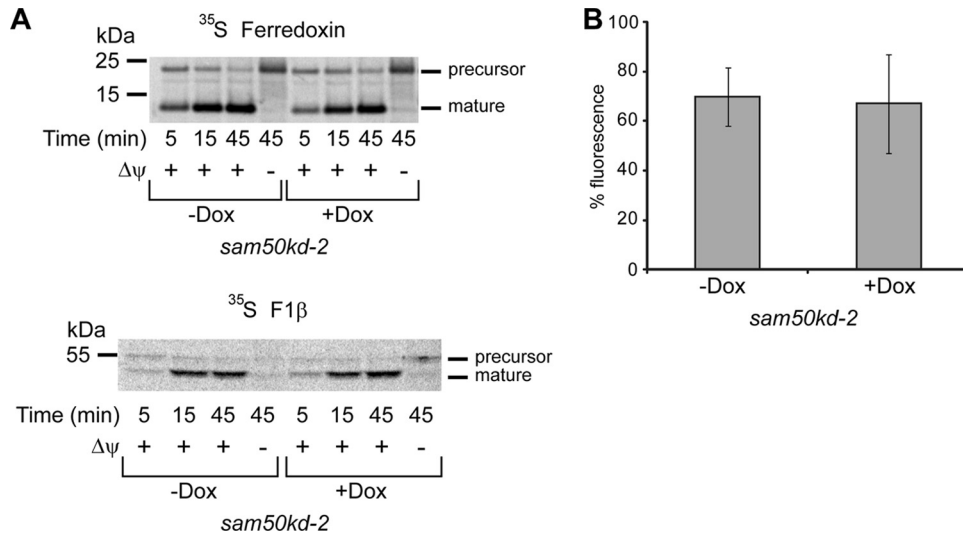 A
35S Ferredoxin
kDa
25
15
precursor
mature
Time (min) 5 15 45 45 5 15 45 45
Δψ + + + - + + + -
-Dox +Dox
sam50kd-2
35S F1β
kDa
55
precursor
mature
Time (min) 5 15 45 45 5 15 45 45
Δψ + + + - + + + -
-Dox +Dox
sam50kd-2
B
% fluorescence
100
80
60
40
20
0
-Dox +Dox
sam50kd-2